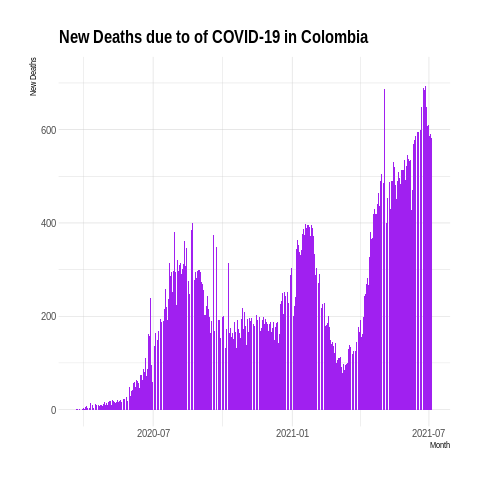 New Deaths due to of COVID-19 in Colombia
New Deaths
600
400
200
0
2020-07
2021-01
2021-07
Month